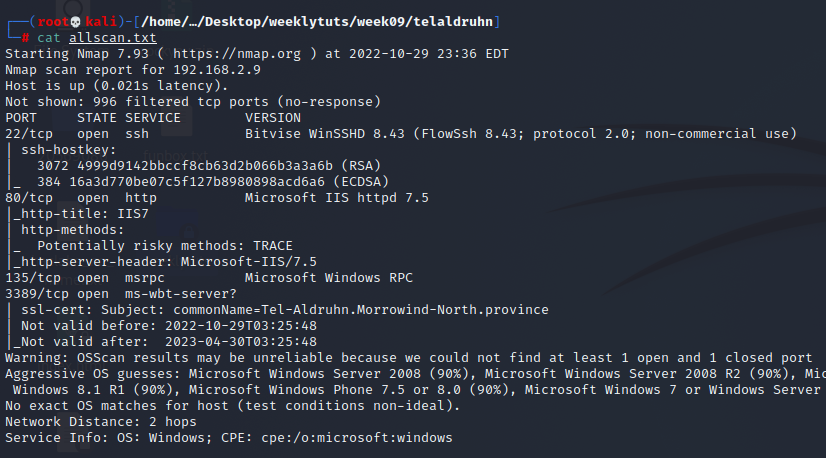 ┌──(root💀kali)-[/home/…/Desktop/weeklytuts/week09/telaldruhn]
└─# cat allscan.txt
Starting Nmap 7.93 ( https://nmap.org ) at 2022-10-29 23:36 EDT
Nmap scan report for 192.168.2.9
Host is up (0.021s latency).
Not shown: 996 filtered tcp ports (no-response)
PORT     STATE SERVICE        VERSION
22/tcp   open  ssh            Bitvise WinSSHD 8.43 (FlowSsh 8.43; protocol 2.0; non-commercial use)
| ssh-hostkey:
|   3072 4999d9142bbccf8cb63d2b066b3a3a6b (RSA)
|_  384 16a3d770be07c5f127b8980898acd6a6 (ECDSA)
80/tcp   open  http           Microsoft IIS httpd 7.5
|_http-title: IIS7
| http-methods:
|_  Potentially risky methods: TRACE
|_http-server-header: Microsoft-IIS/7.5
135/tcp  open  msrpc          Microsoft Windows RPC
3389/tcp open  ms-wbt-server?
| ssl-cert: Subject: commonName=Tel-Aldruhn.Morrowind-North.province
| Not valid before: 2022-10-29T03:25:48
|_Not valid after:  2023-04-30T03:25:48
Warning: OSScan results may be unreliable because we could not find at least 1 open and 1 closed port
Aggressive OS guesses: Microsoft Windows Server 2008 (90%), Microsoft Windows Server 2008 R2 (90%), Mic
 Windows 8.1 R1 (90%), Microsoft Windows Phone 7.5 or 8.0 (90%), Microsoft Windows 7 or Windows Server
No exact OS matches for host (test conditions non-ideal).
Network Distance: 2 hops
Service Info: OS: Windows; CPE: cpe:/o:microsoft:windows